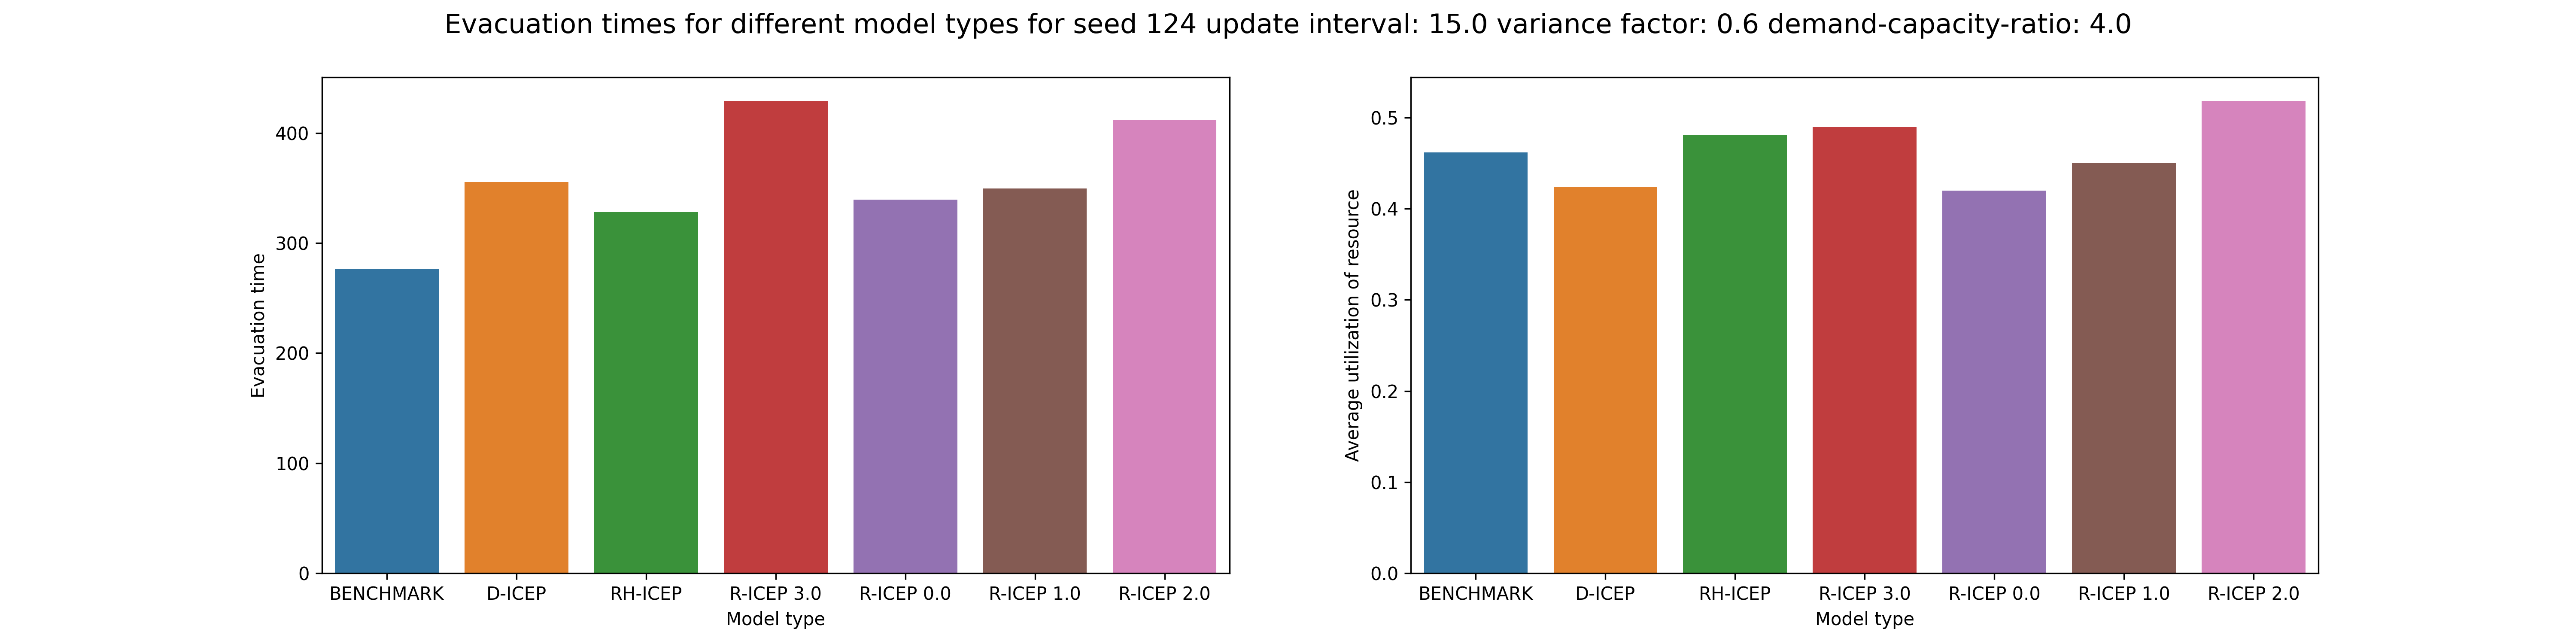 Evacuation times for different model types for seed 124 update interval: 15.0 variance factor: 0.6 demand-capacity-ratio: 4.0
Evacuation time
400
300
200
100
0
BENCHMARK D-ICEP RH-ICEP R-ICEP 3.0 R-ICEP 0.0 R-ICEP 1.0 R-ICEP 2.0
Model type
Average utilization of resource
0.5
0.4
0.3
0.2
0.1
0.0
BENCHMARK D-ICEP RH-ICEP R-ICEP 3.0 R-ICEP 0.0 R-ICEP 1.0 R-ICEP 2.0
Model type